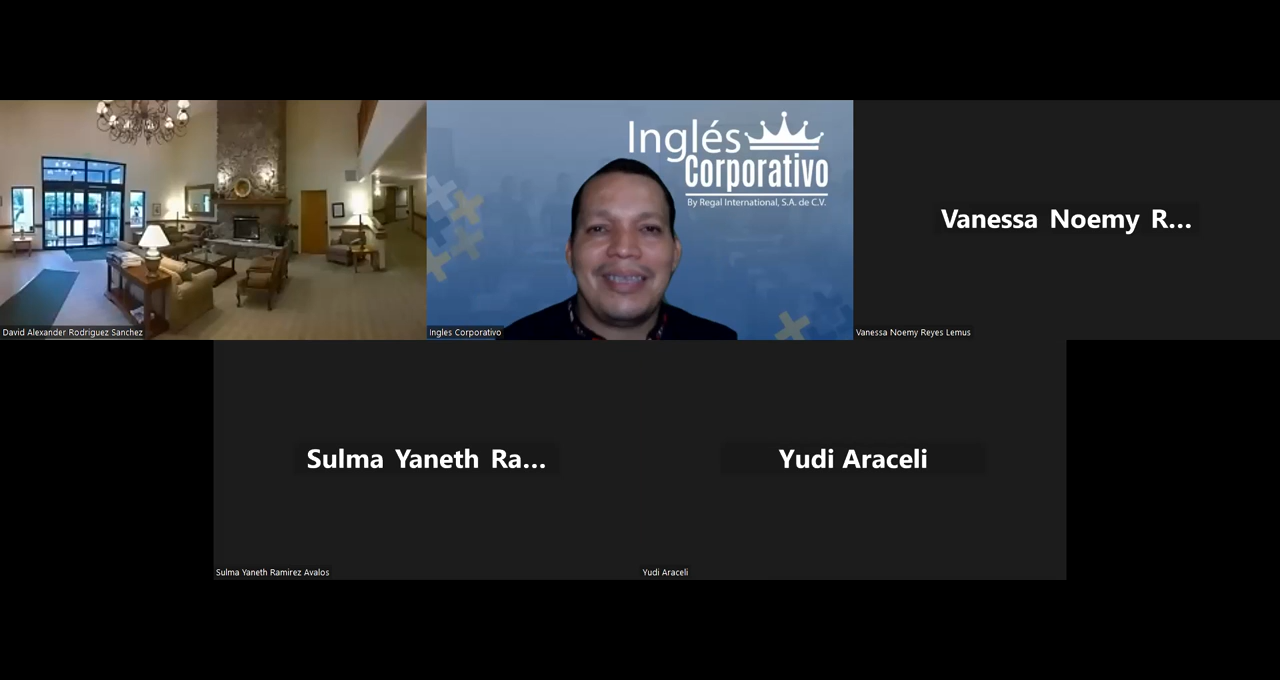 Inglés
Corporativo
By Regal International, S.A. de C.V.
Vanessa Noemy R...
David Alexander Rodriguez Sanchez
Ingles Corporativo
Vanessa Noemy Reyes Lemus
Sulma Yaneth Ra...
Yudi Araceli
Sulma Yaneth Ramirez Avalos
Yudi Araceli